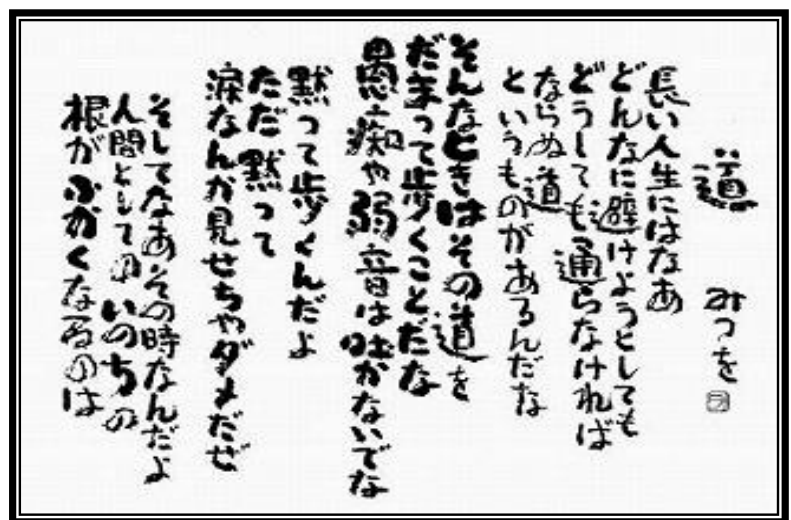 道
みつを
長い人生にはなあ
どんなに避けようとしても
どうしても通らなければ
ならぬ道
というものがあるんだな
そんなときはその道を
だまって歩くことだな
愚痴や弱音は吐かないでな
黙って歩くんだよ
ただ黙って
涙なんか見せちゃダメだぜ
そしてなあその時なんだよ
人間としてのいのちの
根がふかくなるのは